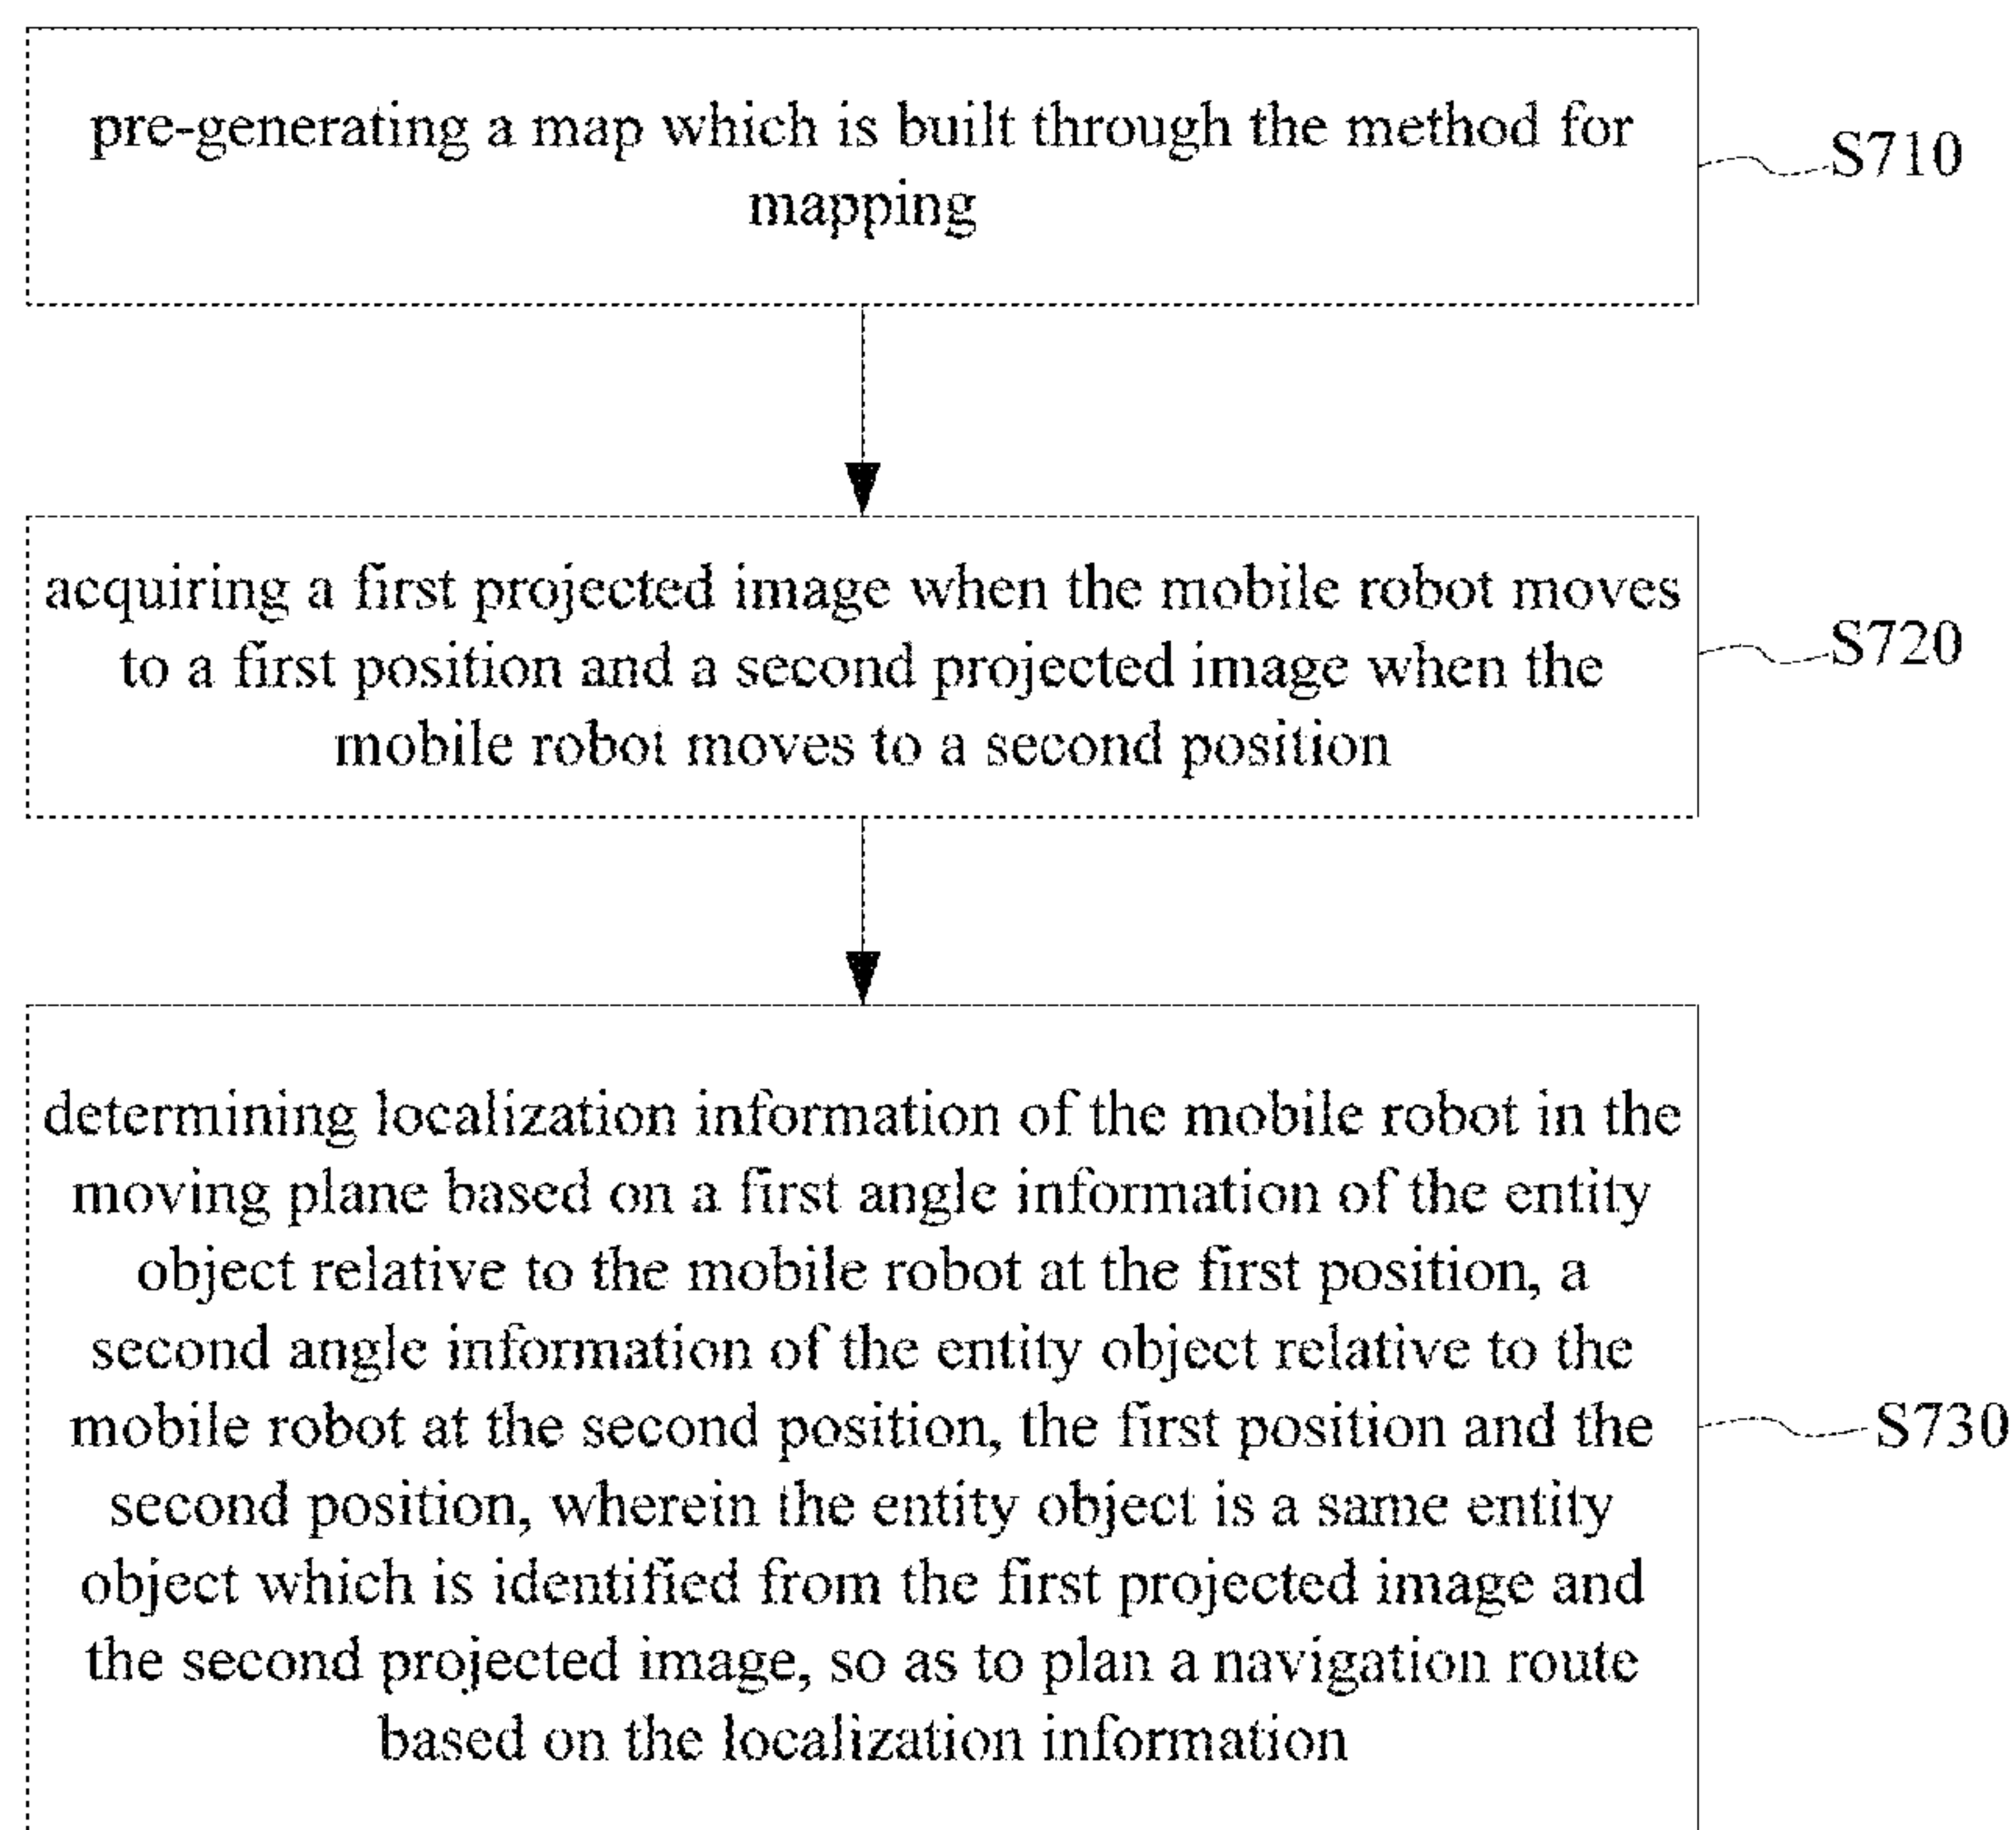 pre-generating a map which is built through the method for
mapping
S710
acquiring a first projected image when the mobile robot moves
to a first position and a second projected image when the
mobile robot moves to a second position
S720
determining localization information of the mobile robot in the
moving plane based on a first angle information of the entity
object relative to the mobile robot at the first position, a
second angle information of the entity object relative to the
mobile robot at the second position, the first position and the
second position, wherein the entity object is a same entity
object which is identified from the first projected image and
the second projected image, so as to plan a navigation route
based on the localization information
S730